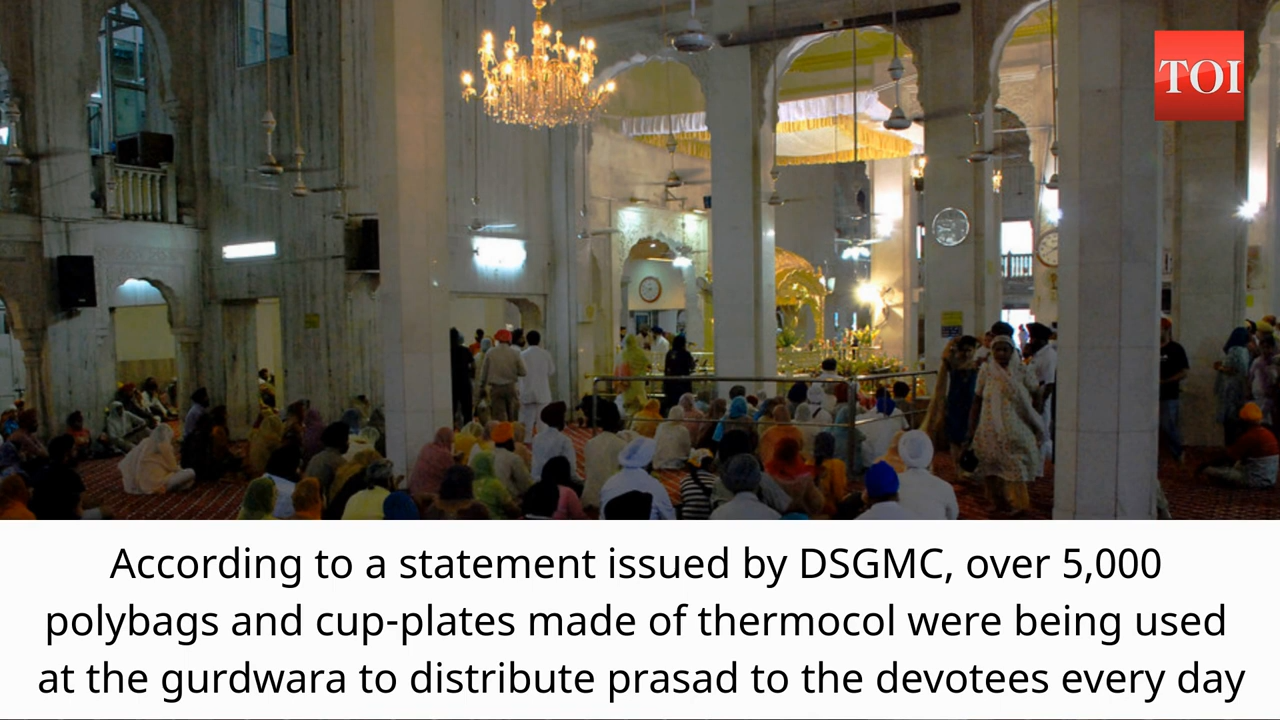 TOI
According to a statement issued by DSGMC, over 5,000
polybags and cup-plates made of thermocol were being used
at the gurdwara to distribute prasad to the devotees every day